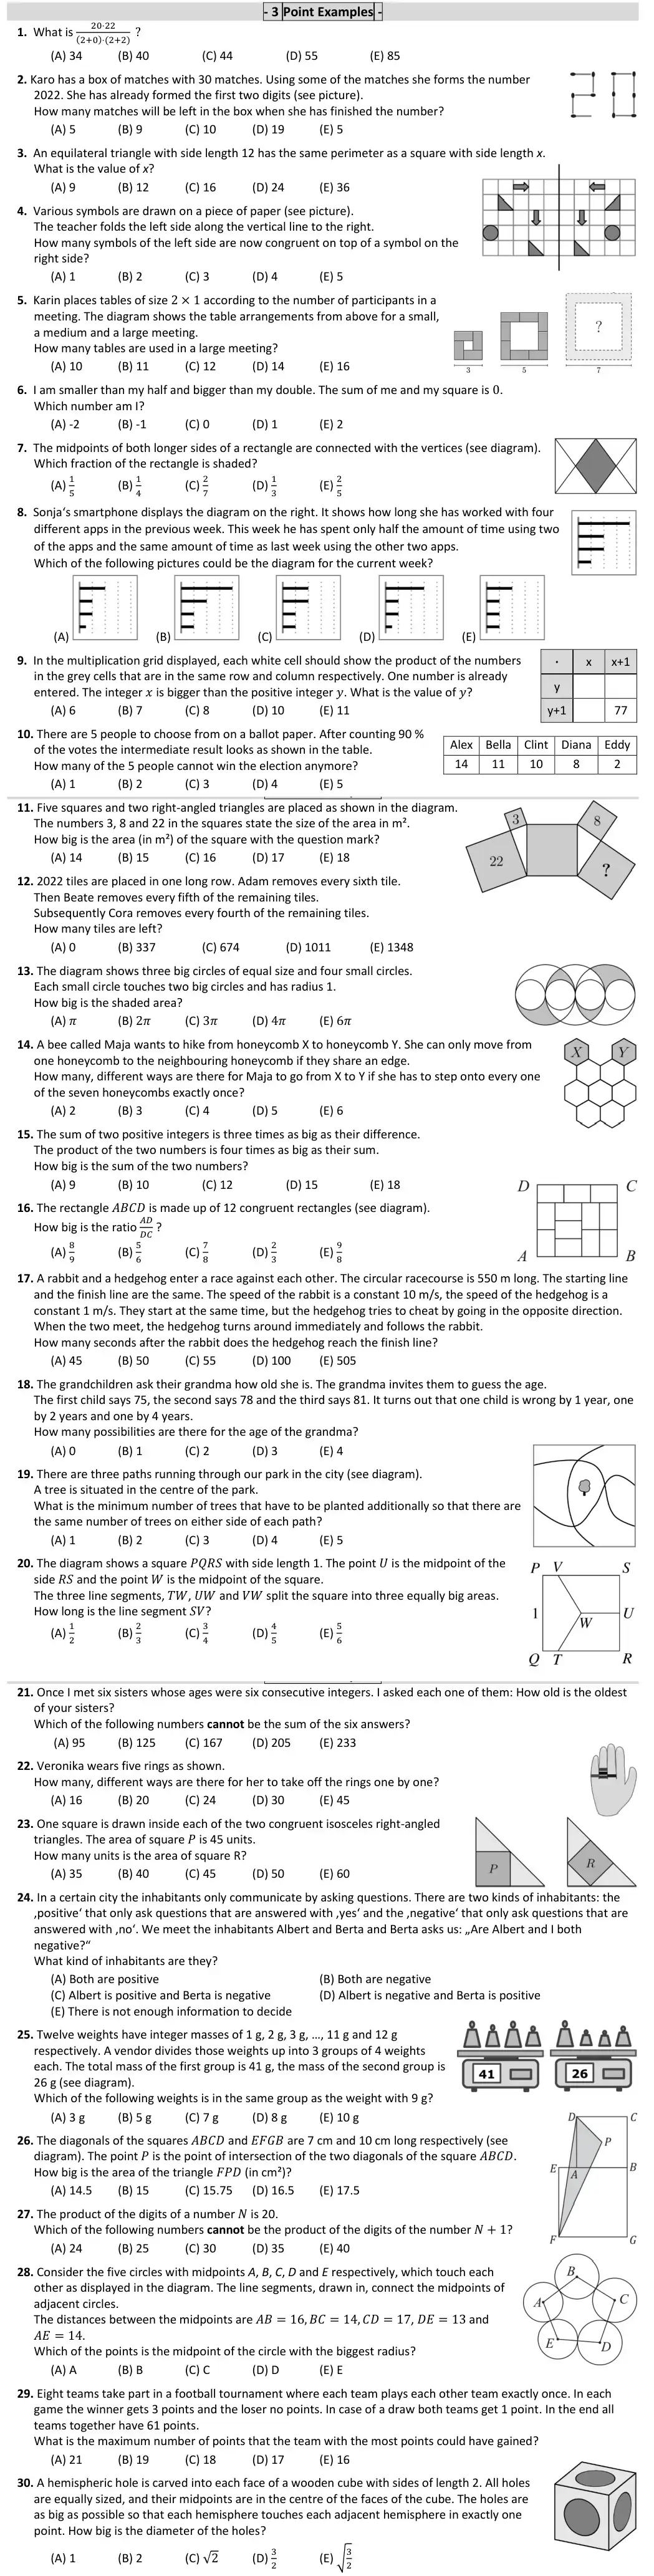 - 3 Point Examples -
1. What is 20·22/(2+0)·(2+2) ?
(A) 34 (B) 40 (C) 44 (D) 55 (E) 85
2. Karo has a box of matches with 30 matches. Using some of the matches she forms the number
2022. She has already formed the first two digits (see picture).
How many matches will be left in the box when she has finished the number?
(A) 5 (B) 9 (C) 10 (D) 19 (E) 5
3. An equilateral triangle with side length 12 has the same perimeter as a square with side length x.
What is the value of x?
(A) 9 (B) 12 (C) 16 (D) 24 (E) 36
4. Various symbols are drawn on a piece of paper (see picture).
The teacher folds the left side along the vertical line to the right.
How many symbols of the left side are now congruent on top of a symbol on the
right side?
(A) 1 (B) 2 (C) 3 (D) 4 (E) 5
5. Karin places tables of size 2 × 1 according to the number of participants in a
meeting. The diagram shows the table arrangements from above for a small,
a medium and a large meeting.
How many tables are used in a large meeting?
(A) 10 (B) 11 (C) 12 (D) 14 (E) 16
?
3 5 7
6. I am smaller than my half and bigger than my double. The sum of me and my square is 0.
Which number am I?
(A) -2 (B) -1 (C) 0 (D) 1 (E) 2
7. The midpoints of both longer sides of a rectangle are connected with the vertices (see diagram).
Which fraction of the rectangle is shaded?
(A) 1/5 (B) 1/4 (C) 2/7 (D) 1/3 (E) 2/5
8. Sonja's smartphone displays the diagram on the right. It shows how long she has worked with four
different apps in the previous week. This week he has spent only half the amount of time using two
of the apps and the same amount of time as last week using the other two apps.
Which of the following pictures could be the diagram for the current week?
(A) (B) (C) (D) (E)
9. In the multiplication grid displayed, each white cell should show the product of the numbers
in the grey cells that are in the same row and column respectively. One number is already
entered. The integer x is bigger than the positive integer y. What is the value of y?
(A) 6 (B) 7 (C) 8 (D) 10 (E) 11
· x x+1
y
y+1 77
10. There are 5 people to choose from on a ballot paper. After counting 90 %
of the votes the intermediate result looks as shown in the table.
How many of the 5 people cannot win the election anymore?
(A) 1 (B) 2 (C) 3 (D) 4 (E) 5
Alex Bella Clint Diana Eddy
14 11 10 8 2
11. Five squares and two right-angled triangles are placed as shown in the diagram.
The numbers 3, 8 and 22 in the squares state the size of the area in m².
How big is the area (in m²) of the square with the question mark?
(A) 14 (B) 15 (C) 16 (D) 17 (E) 18
3 8
22 ?
12. 2022 tiles are placed in one long row. Adam removes every sixth tile.
Then Beate removes every fifth of the remaining tiles.
Subsequently Cora removes every fourth of the remaining tiles.
How many tiles are left?
(A) 0 (B) 337 (C) 674 (D) 1011 (E) 1348
13. The diagram shows three big circles of equal size and four small circles.
Each small circle touches two big circles and has radius 1.
How big is the shaded area?
(A) π (B) 2π (C) 3π (D) 4π (E) 6π
14. A bee called Maja wants to hike from honeycomb X to honeycomb Y. She can only move from
one honeycomb to the neighbouring honeycomb if they share an edge.
How many, different ways are there for Maja to go from X to Y if she has to step onto every one
of the seven honeycombs exactly once?
(A) 2 (B) 3 (C) 4 (D) 5 (E) 6
X Y
15. The sum of two positive integers is three times as big as their difference.
The product of the two numbers is four times as big as their sum.
How big is the sum of the two numbers?
(A) 9 (B) 10 (C) 12 (D) 15 (E) 18
16. The rectangle ABCD is made up of 12 congruent rectangles (see diagram).
How big is the ratio AD/DC ?
(A) 8/9 (B) 5/6 (C) 7/8 (D) 2/3 (E) 9/8
D C
A B
17. A rabbit and a hedgehog enter a race against each other. The circular racecourse is 550 m long. The starting line
and the finish line are the same. The speed of the rabbit is a constant 10 m/s, the speed of the hedgehog is a
constant 1 m/s. They start at the same time, but the hedgehog tries to cheat by going in the opposite direction.
When the two meet, the hedgehog turns around immediately and follows the rabbit.
How many seconds after the rabbit does the hedgehog reach the finish line?
(A) 45 (B) 50 (C) 55 (D) 100 (E) 505
18. The grandchildren ask their grandma how old she is. The grandma invites them to guess the age.
The first child says 75, the second says 78 and the third says 81. It turns out that one child is wrong by 1 year, one
by 2 years and one by 4 years.
How many possibilities are there for the age of the grandma?
(A) 0 (B) 1 (C) 2 (D) 3 (E) 4
19. There are three paths running through our park in the city (see diagram).
A tree is situated in the centre of the park.
What is the minimum number of trees that have to be planted additionally so that there are
the same number of trees on either side of each path?
(A) 1 (B) 2 (C) 3 (D) 4 (E) 5
20. The diagram shows a square PQRS with side length 1. The point U is the midpoint of the
side RS and the point W is the midpoint of the square.
The three line segments, TW, UW and VW split the square into three equally big areas.
How long is the line segment SV?
(A) 1/2 (B) 2/3 (C) 3/4 (D) 4/5 (E) 5/6
P V S
1 U
W
Q T R
21. Once I met six sisters whose ages were six consecutive integers. I asked each one of them: How old is the oldest
of your sisters?
Which of the following numbers cannot be the sum of the six answers?
(A) 95 (B) 125 (C) 167 (D) 205 (E) 233
22. Veronika wears five rings as shown.
How many, different ways are there for her to take off the rings one by one?
(A) 16 (B) 20 (C) 24 (D) 30 (E) 45
23. One square is drawn inside each of the two congruent isosceles right-angled
triangles. The area of square P is 45 units.
How many units is the area of square R?
(A) 35 (B) 40 (C) 45 (D) 50 (E) 60
P R
24. In a certain city the inhabitants only communicate by asking questions. There are two kinds of inhabitants: the
‚positive‘ that only ask questions that are answered with ‚yes‘ and the ‚negative‘ that only ask questions that are
answered with ‚no‘. We meet the inhabitants Albert and Berta and Berta asks us: „Are Albert and I both
negative?“
What kind of inhabitants are they?
(A) Both are positive (B) Both are negative
(C) Albert is positive and Berta is negative (D) Albert is negative and Berta is positive
(E) There is not enough information to decide
25. Twelve weights have integer masses of 1 g, 2 g, 3 g, ..., 11 g and 12 g
respectively. A vendor divides those weights up into 3 groups of 4 weights
each. The total mass of the first group is 41 g, the mass of the second group is
26 g (see diagram).
Which of the following weights is in the same group as the weight with 9 g?
(A) 3 g (B) 5 g (C) 7 g (D) 8 g (E) 10 g
41 26
26. The diagonals of the squares ABCD and EFGB are 7 cm and 10 cm long respectively (see
diagram). The point P is the point of intersection of the two diagonals of the square ABCD.
How big is the area of the triangle FPD (in cm²)?
(A) 14.5 (B) 15 (C) 15.75 (D) 16.5 (E) 17.5
D C
P
E A B
F G
27. The product of the digits of a number N is 20.
Which of the following numbers cannot be the product of the digits of the number N + 1?
(A) 24 (B) 25 (C) 30 (D) 35 (E) 40
28. Consider the five circles with midpoints A, B, C, D and E respectively, which touch each
other as displayed in the diagram. The line segments, drawn in, connect the midpoints of
adjacent circles.
The distances between the midpoints are AB = 16, BC = 14, CD = 17, DE = 13 and
AE = 14.
Which of the points is the midpoint of the circle with the biggest radius?
(A) A (B) B (C) C (D) D (E) E
B
A C
E D
29. Eight teams take part in a football tournament where each team plays each other team exactly once. In each
game the winner gets 3 points and the loser no points. In case of a draw both teams get 1 point. In the end all
teams together have 61 points.
What is the maximum number of points that the team with the most points could have gained?
(A) 21 (B) 19 (C) 18 (D) 17 (E) 16
30. A hemispheric hole is carved into each face of a wooden cube with sides of length 2. All holes
are equally sized, and their midpoints are in the centre of the faces of the cube. The holes are
as big as possible so that each hemisphere touches each adjacent hemisphere in exactly one
point. How big is the diameter of the holes?
(A) 1 (B) 2 (C) √2 (D) 3/2 (E) √3/2